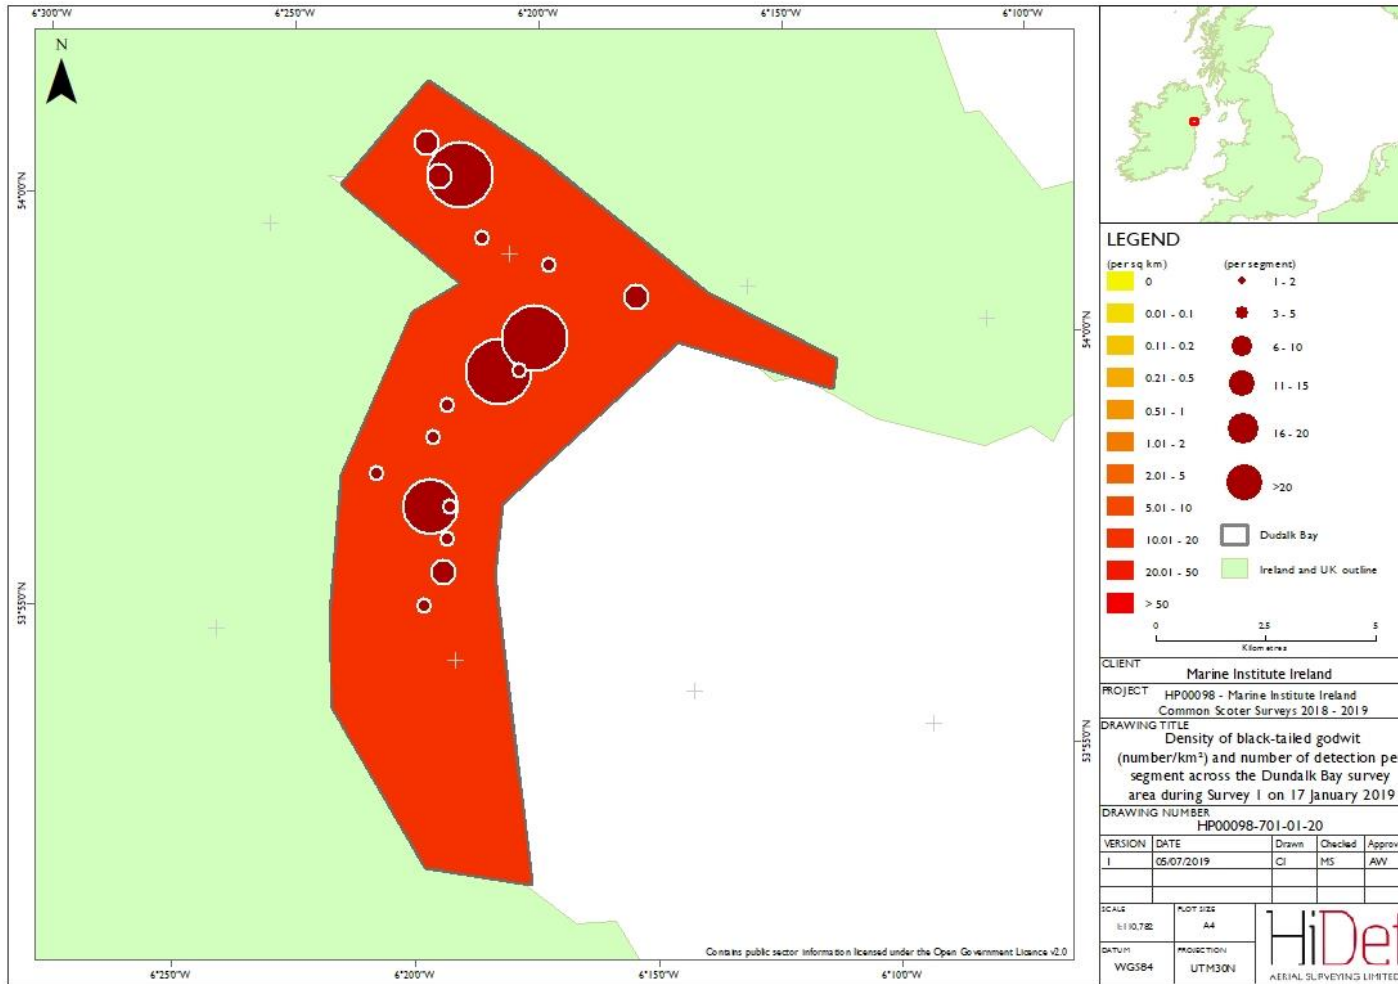 6°30'0"W 6°25'0"W 6°20'0"W 6°15'0"W 6°10'0"W
N
54°0'0"N
54°0'0"N
53°55'0"N
53°55'0"N
Contains public sector information licensed under the Open Government Licence v2.0
6°25'0"W 6°20'0"W 6°15'0"W 6°10'0"W
LEGEND
(per sq km) (per segment)
0 1 - 2
0.01 - 0.1 3 - 5
0.11 - 0.2 6 - 10
0.21 - 0.5 11 - 15
0.51 - 1
1.01 - 2 16 - 20
2.01 - 5 >20
5.01 - 10
10.01 - 20 Dudalk Bay
20.01 - 50 Ireland and UK outline
> 50
0 2.5 5
Kilometres
CLIENT
Marine Institute Ireland
PROJECT HP00098 - Marine Institute Ireland
Common Scoter Surveys 2018 - 2019
DRAWING TITLE
Density of black-tailed godwit
(number/km²) and number of detection pe
segment across the Dundalk Bay survey
area during Survey 1 on 17 January 2019
DRAWING NUMBER
HP00098-701-01-20
VERSION DATE Drawn Checked Approv
1 05/07/2019 CI MS AW
SCALE PLOT SIZE
1:110,782 A4
DATUM PROJECTION
WGS84 UTM30N
HiDef
AERIAL SURVEYING LIMITED